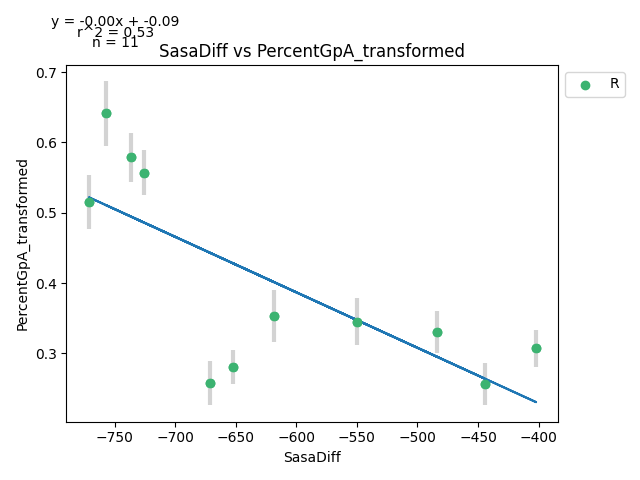 y = -0.00x + -0.09
r^2 = 0.53
n = 11
SasaDiff vs PercentGpA_transformed
R
PercentGpA_transformed
0.7
0.6
0.5
0.4
0.3
−750 −700 −650 −600 −550 −500 −450 −400
SasaDiff